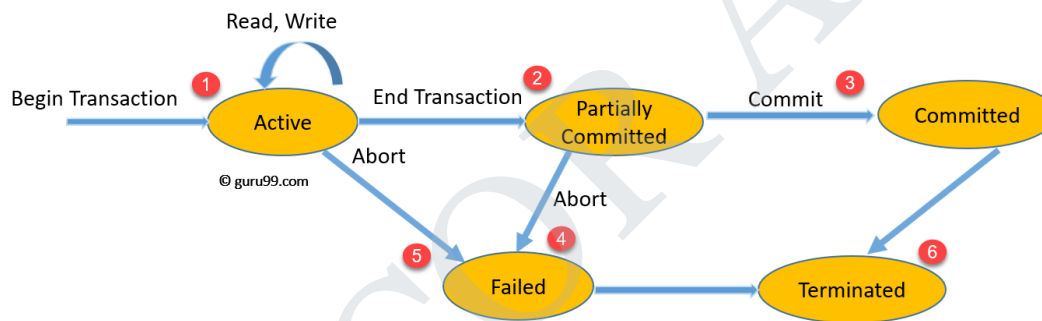 Read, Write
1
2
3
Begin Transaction
End Transaction
Commit
Active
Partially
Committed
Committed
Abort
© guru99.com
Abort
5
4
6
Failed
Terminated